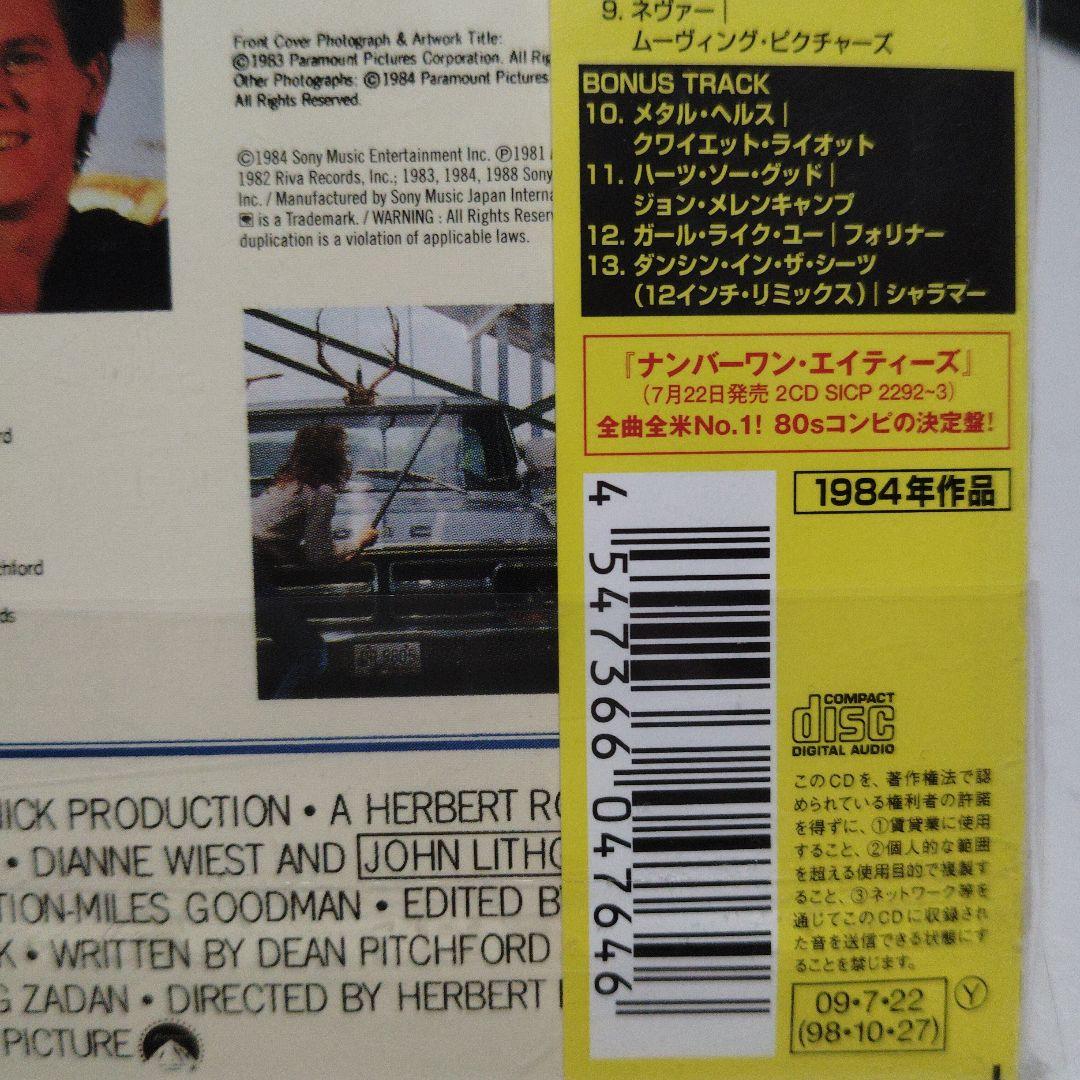 Front Cover Photograph & Artwork Title:
©1983 Paramount Pictures Corporation. All
Other Photographs: ©1984 Paramount Pictures
All Rights Reserved.
©1984 Sony Music Entertainment Inc. ℗1981
1982 Riva Records, Inc.; 1983, 1984, 1988 Sony
Inc. / Manufactured by Sony Music Japan
is a Trademark. / WARNING : All Rights
duplication is a violation of applicable laws.
PRODUCTION • A HERBERT
• DIANNE WIEST AND JOHN
-MILES GOODMAN • EDITED
• WRITTEN BY DEAN PITCHFORD
ZADAN • DIRECTED BY HERBERT
PICTURE
9. ネヴァー |
ムーヴィング・ピクチャーズ
BONUS TRACK
10. メタル・ヘルス |
クワイエット・ライオット
11. ハーツ・ソー・グッド |
ジョン・メレンキャンプ
12. ガール・ライク・ユー | フォリナー
13. ダンシン・イン・ザ・シーツ
(12インチ・リミックス) | シャラマー
『ナンバーワン・エイティーズ』
(7月22日発売 2CD SICP 2292~3)
全曲全米No.1! 80sコンピの決定盤!
1984年作品
4 547366 047646
COMPACT
disc
DIGITAL AUDIO
このCDを、著作権法で認
められている権利者の許諾
を得ずに、①賃貸業に使用
すること、②個人的な範囲
を超える使用目的で複製す
ること、③ネットワーク等を
通じてこのCDに収録され
た音を送信できる状態にす
ることを禁じます。
09・7・22
(98・10・27)
Y